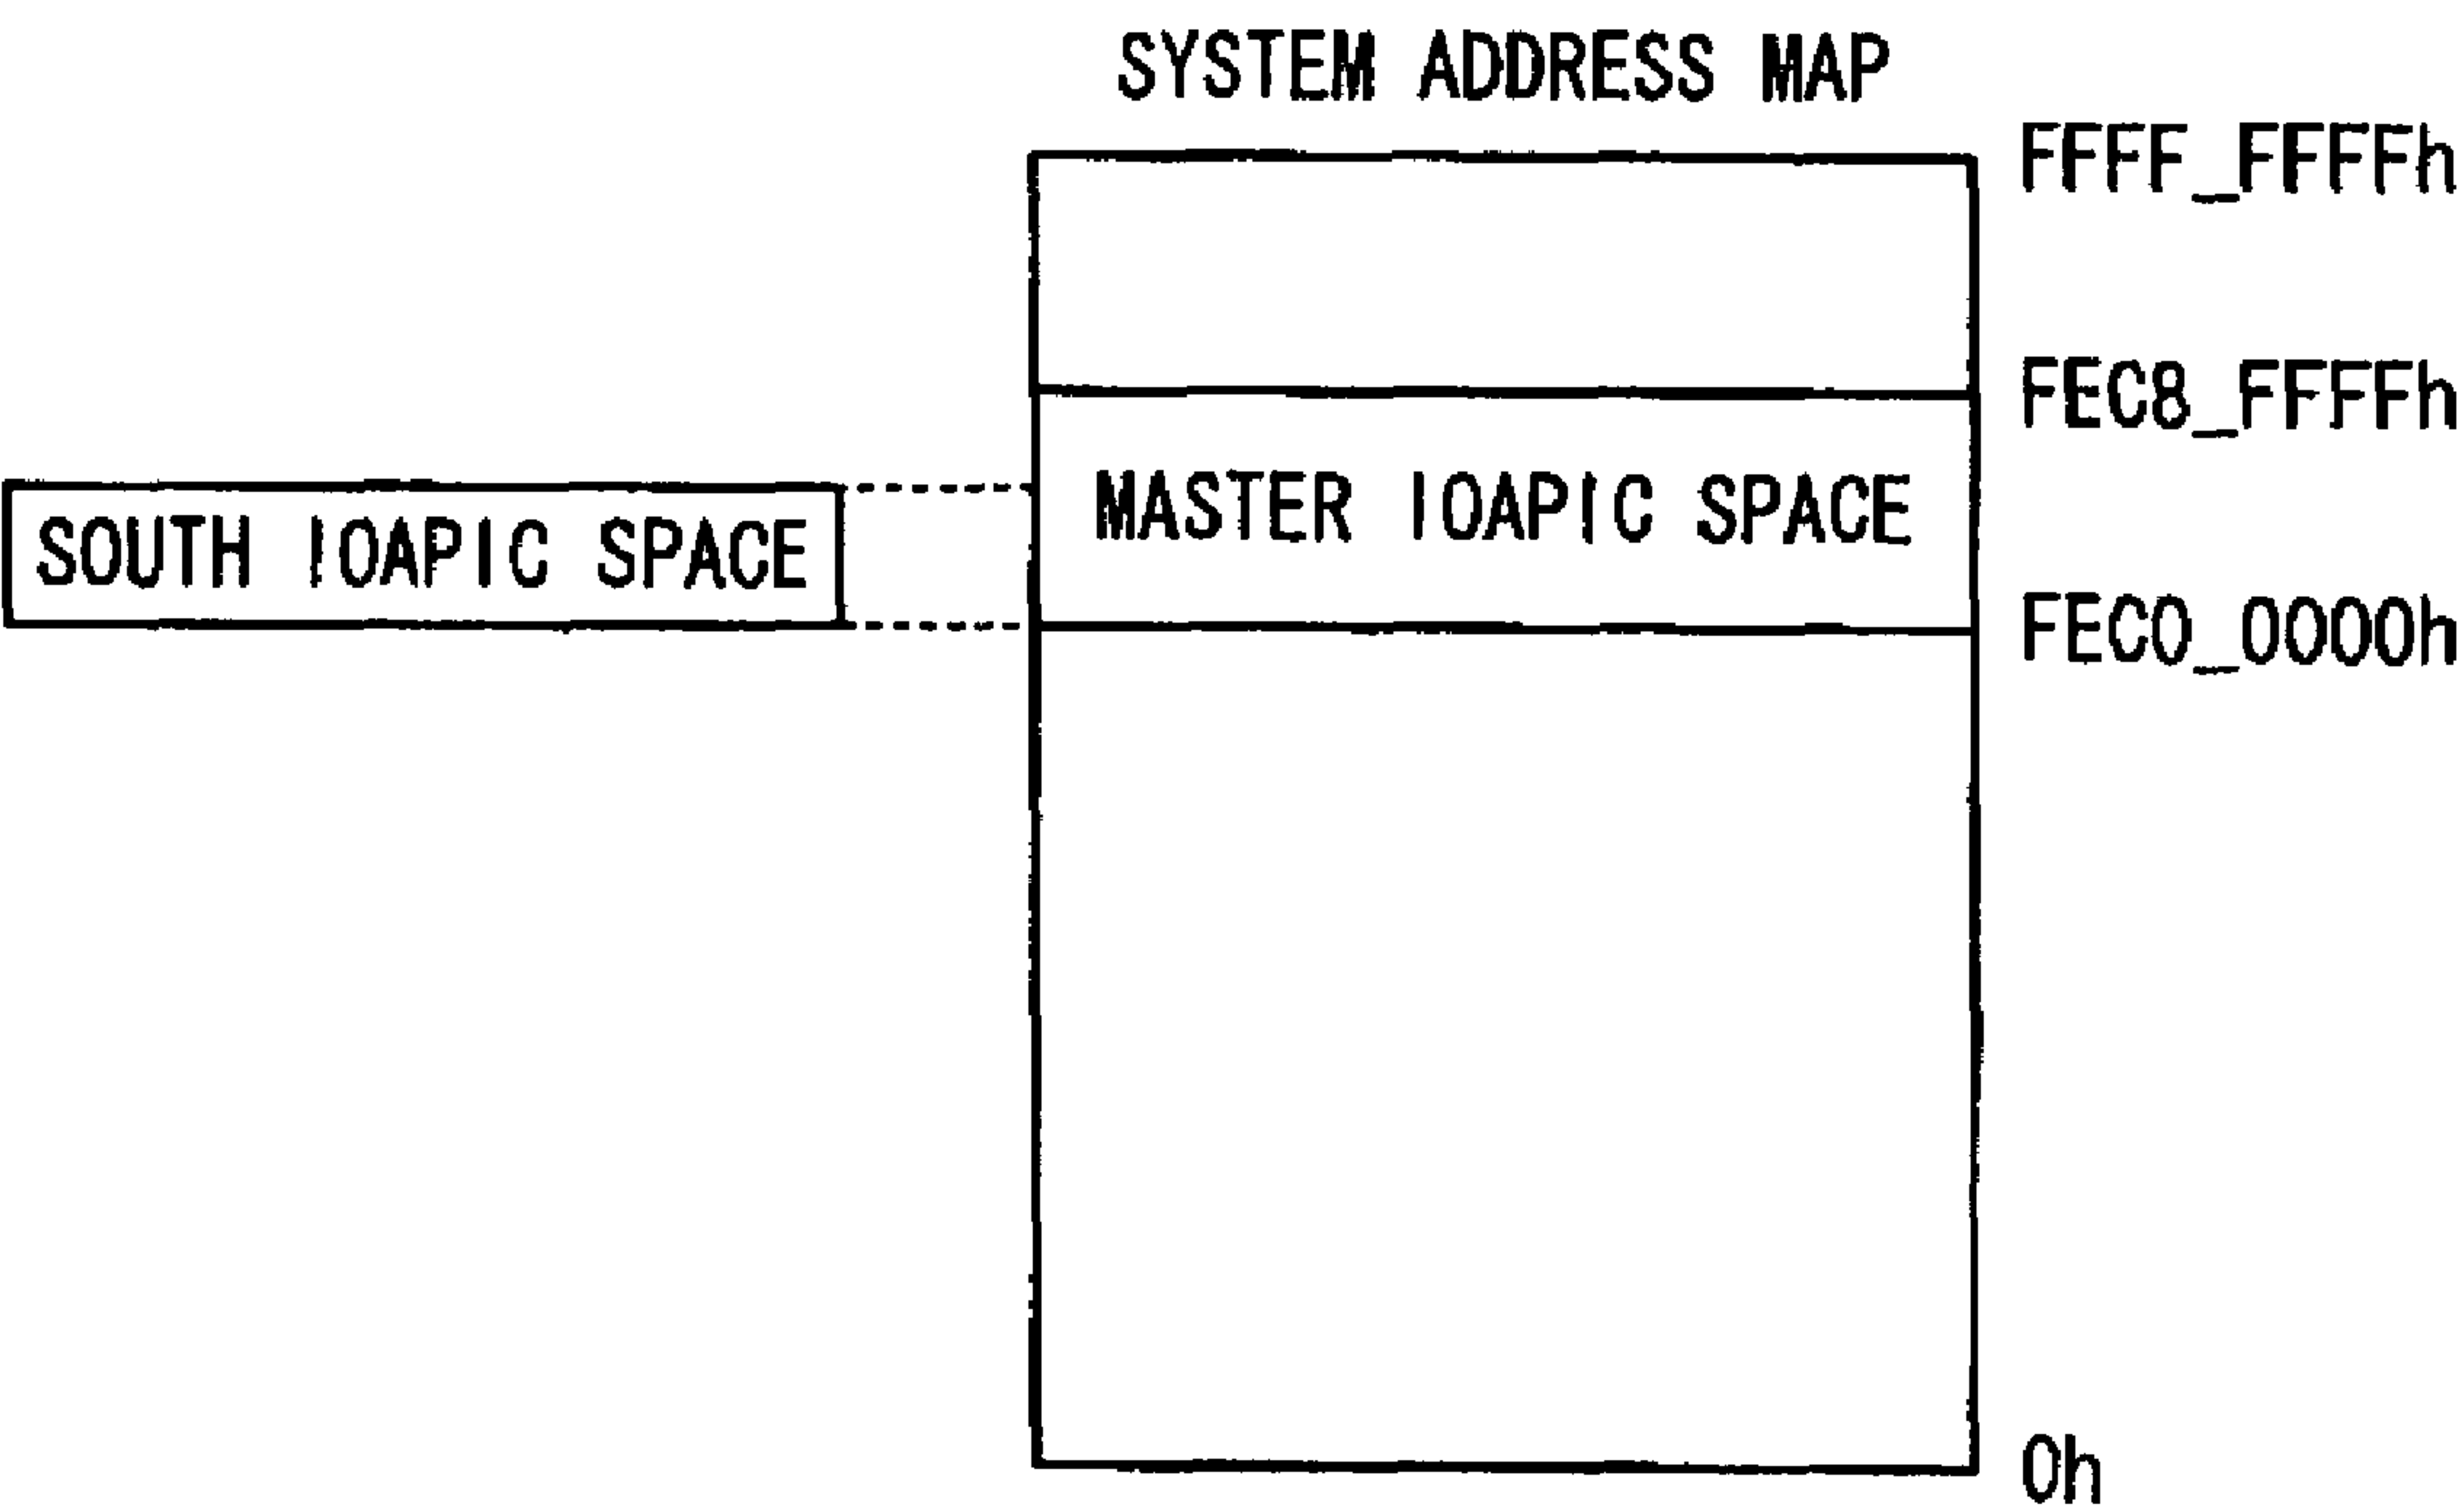 SYSTEM ADDRESS MAP
FFFF_FFFFh
FEC8_FFFFh
MASTER IOAPIC SPACE
SOUTH IOAPIC SPACE
FEC0_0000h
0h